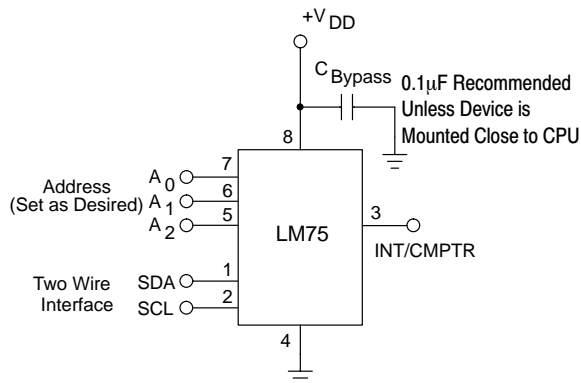 +V DD
C Bypass
0.1μF Recommended
Unless Device is
Mounted Close to CPU
8
Address
(Set as Desired)
A 0
7
A 1
6
A 2
5
LM75
3
INT/CMPTR
Two Wire
Interface
SDA
1
SCL
2
4